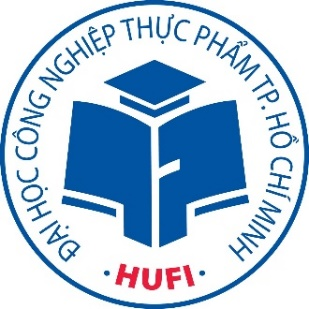 ĐẠI HỌC CÔNG NGHIỆP THỰC PHẨM TP. HỒ CHÍ MINH
· HUFI ·